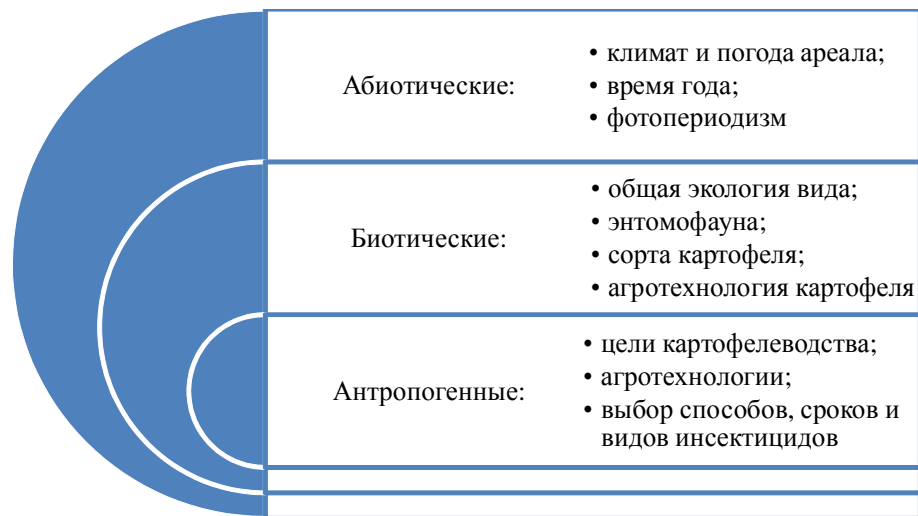 Абиотические:
• климат и погода ареала;
• время года;
• фотопериодизм
Биотические:
• общая экология вида;
• энтомофауна;
• сорта картофеля;
• агротехнология картофеля
Антропогенные:
• цели картофелеводства;
• агротехнологии;
• выбор способов, сроков и
видов инсектицидов